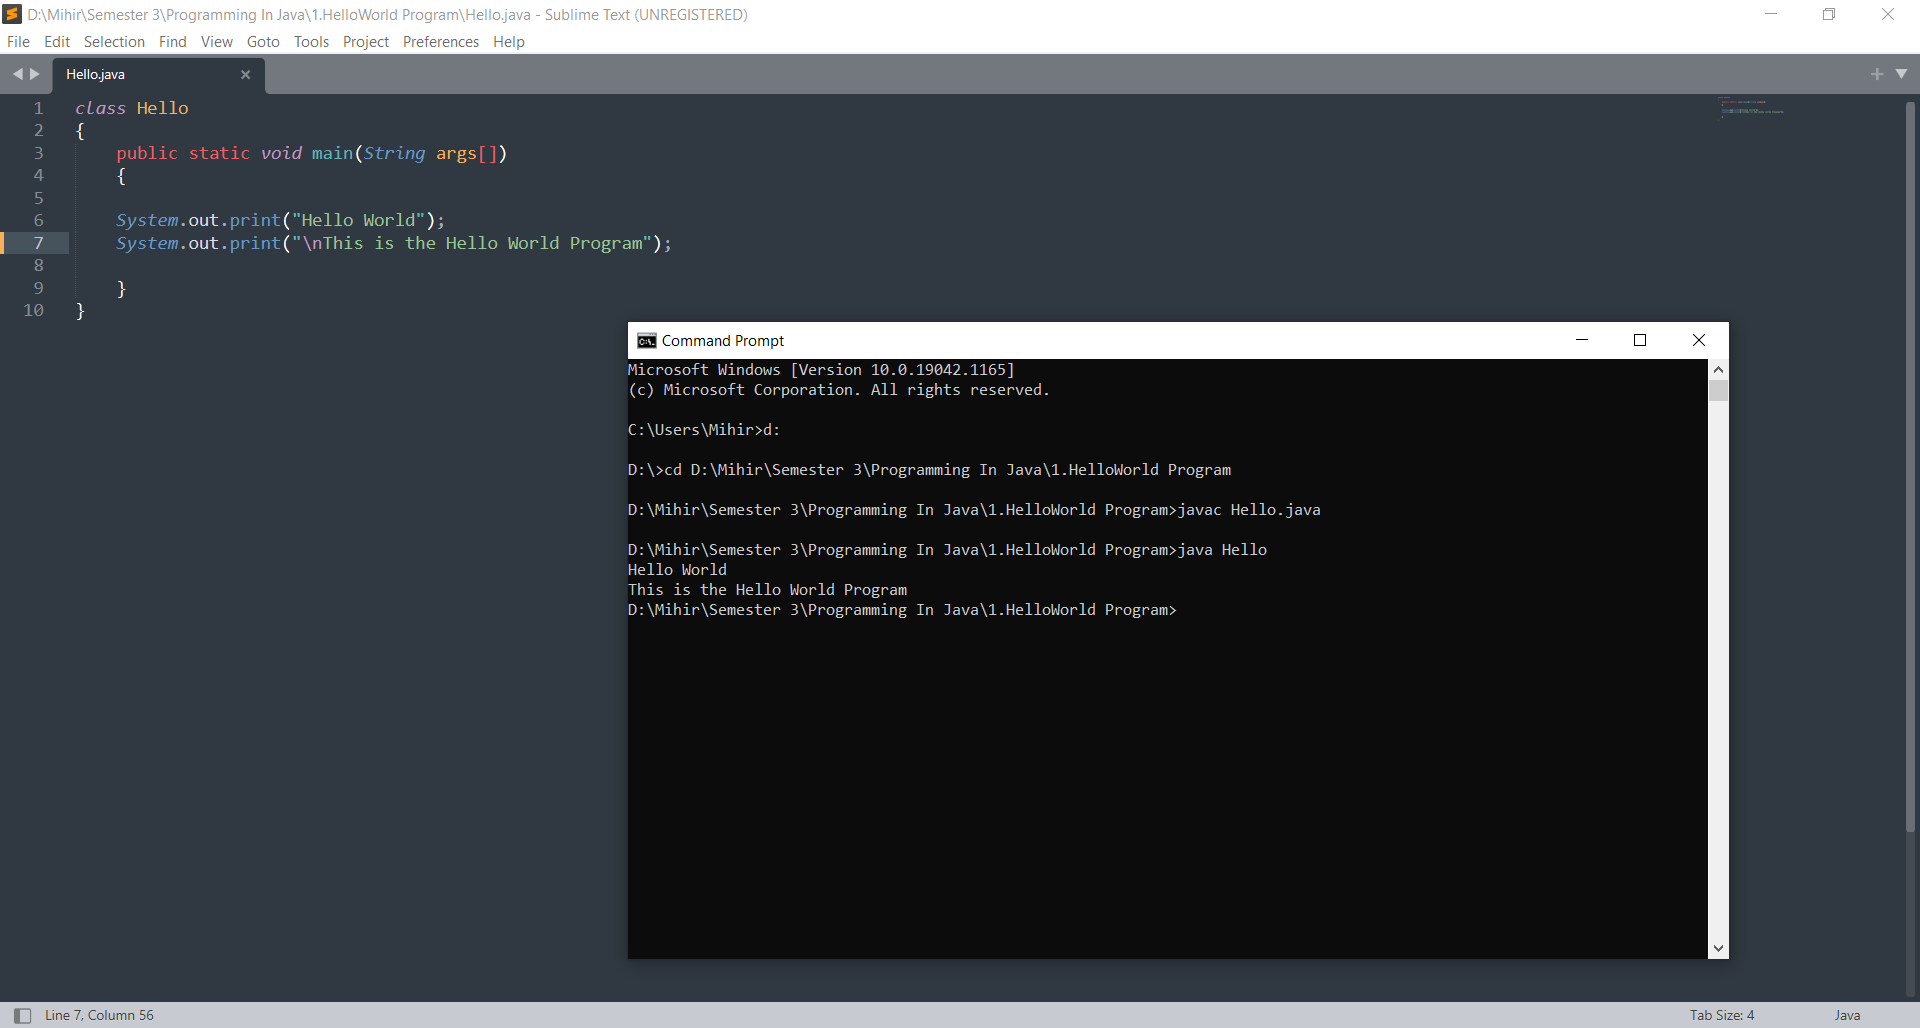 D:\Mihir\Semester 3\Programming In Java\1.HelloWorld Program\Hello.java - Sublime Text (UNREGISTERED)
File Edit Selection Find View Goto Tools Project Preferences Help
Hello.java
1 class Hello
2 {
3 public static void main(String args[])
4 {
5
6 System.out.print("Hello World");
7 System.out.print("\nThis is the Hello World Program");
8
9 }
10 }
Command Prompt
Microsoft Windows [Version 10.0.19042.1165]
(c) Microsoft Corporation. All rights reserved.
C:\Users\Mihir>d:
D:\>cd D:\Mihir\Semester 3\Programming In Java\1.HelloWorld Program
D:\Mihir\Semester 3\Programming In Java\1.HelloWorld Program>javac Hello.java
D:\Mihir\Semester 3\Programming In Java\1.HelloWorld Program>java Hello
Hello World
This is the Hello World Program
D:\Mihir\Semester 3\Programming In Java\1.HelloWorld Program>
Line 7, Column 56 Tab Size: 4 Java